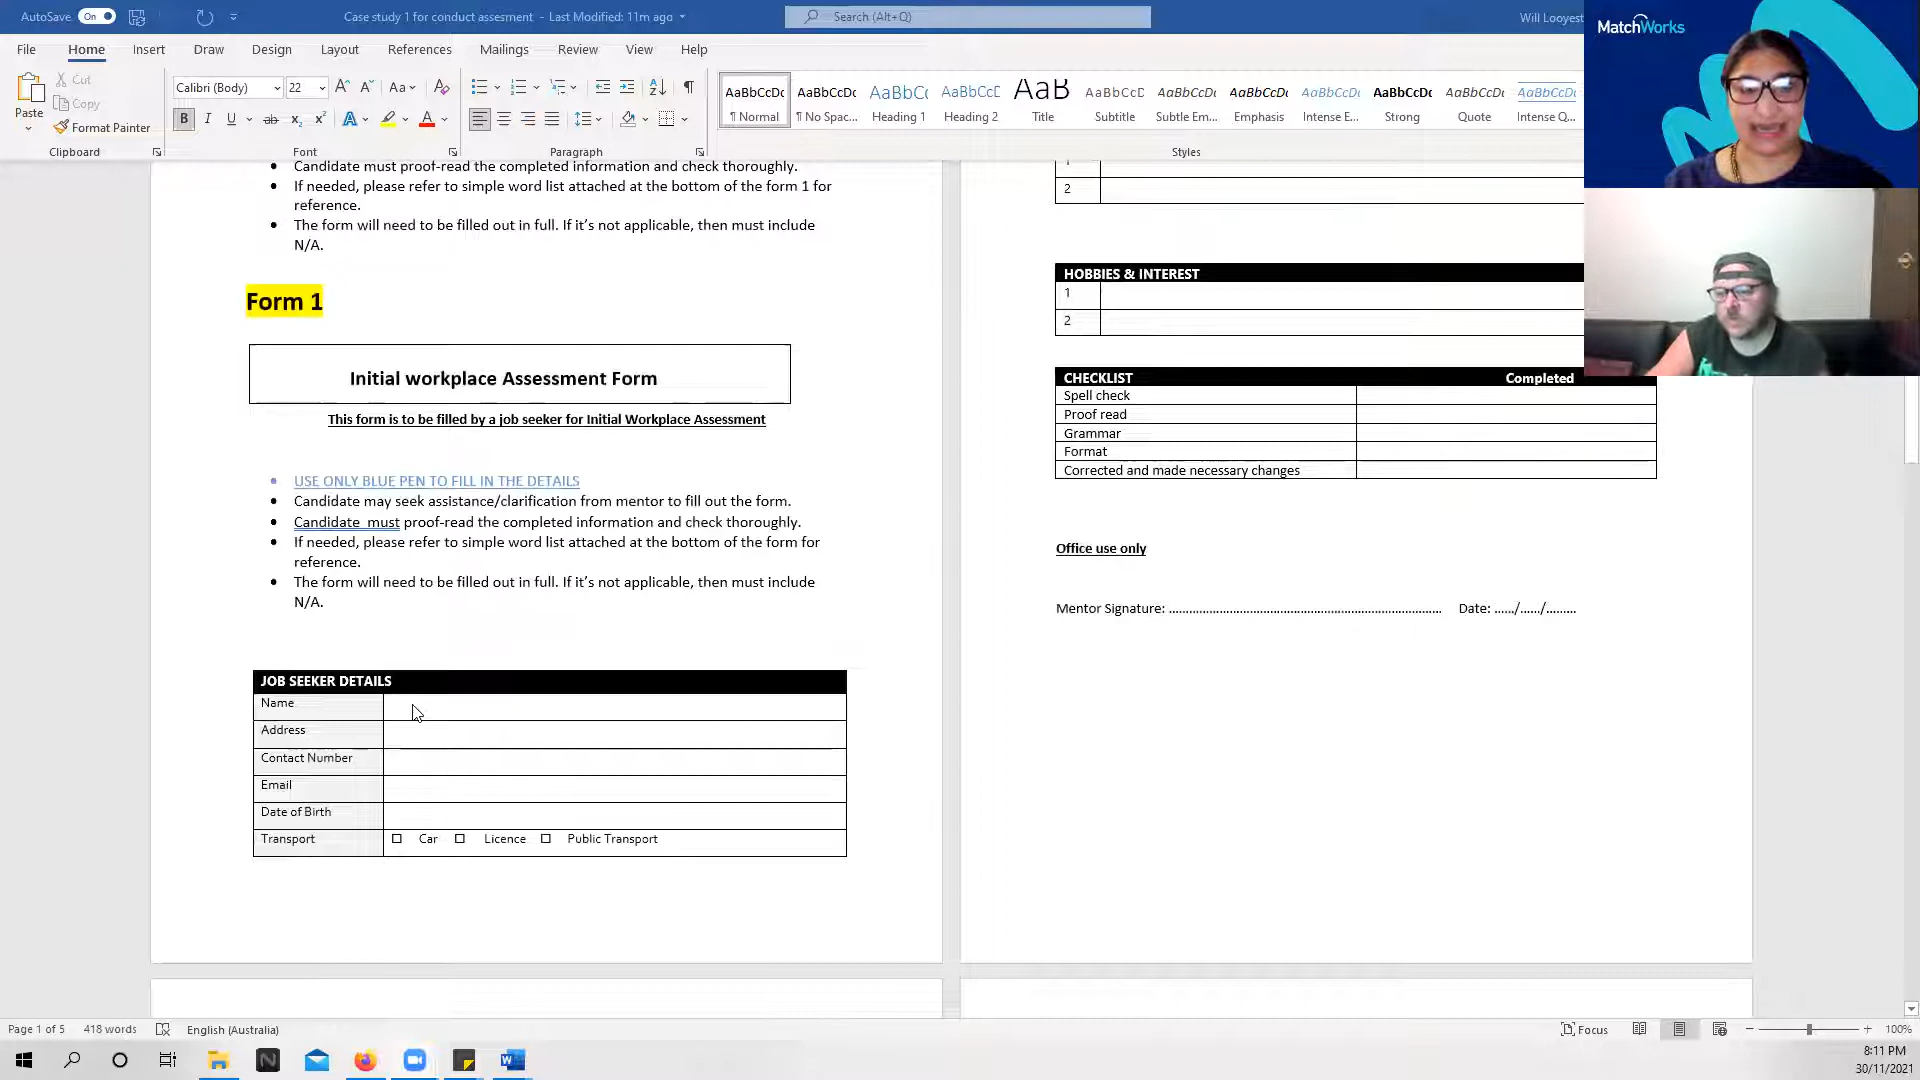 AutoSave On
Case study 1 for conduct assesment - Last Modified: 11m ago
Search (Alt+Q)
Will Looyest
MatchWorks
File Home Insert Draw Design Layout References Mailings Review View Help
Paste
Cut
Copy
Format Painter
Calibri (Body) 22
AaBbCcDc AaBbCcDc AaBbC AaBbCcD AaB AaBbCcD AaBbCcDc AaBbCcDc AaBbCcDc AaBbCcDc AaBbCcDc AaBbCcDc
¶ Normal ¶ No Spac... Heading 1 Heading 2 Title Subtitle Subtle Em... Emphasis Intense E... Strong Quote Intense Q...
Clipboard Font Paragraph Styles
Candidate must proof-read the completed information and check thoroughly.
If needed, please refer to simple word list attached at the bottom of the form 1 for
reference.
The form will need to be filled out in full. If it’s not applicable, then must include
N/A.
Form 1
Initial workplace Assessment Form
This form is to be filled by a job seeker for Initial Workplace Assessment
USE ONLY BLUE PEN TO FILL IN THE DETAILS
Candidate may seek assistance/clarification from mentor to fill out the form.
Candidate  must proof-read the completed information and check thoroughly.
If needed, please refer to simple word list attached at the bottom of the form for
reference.
The form will need to be filled out in full. If it’s not applicable, then must include
N/A.
JOB SEEKER DETAILS
Name
Address
Contact Number
Email
Date of Birth
Transport ☐ Car ☐ Licence ☐ Public Transport
2
HOBBIES & INTEREST
1
2
CHECKLIST Completed
Spell check
Proof read
Grammar
Format
Corrected and made necessary changes
Office use only
Mentor Signature: ................................................................................ Date: ....../....../.........
Page 1 of 5 418 words English (Australia)
Focus 100%
8:11 PM
30/11/2021